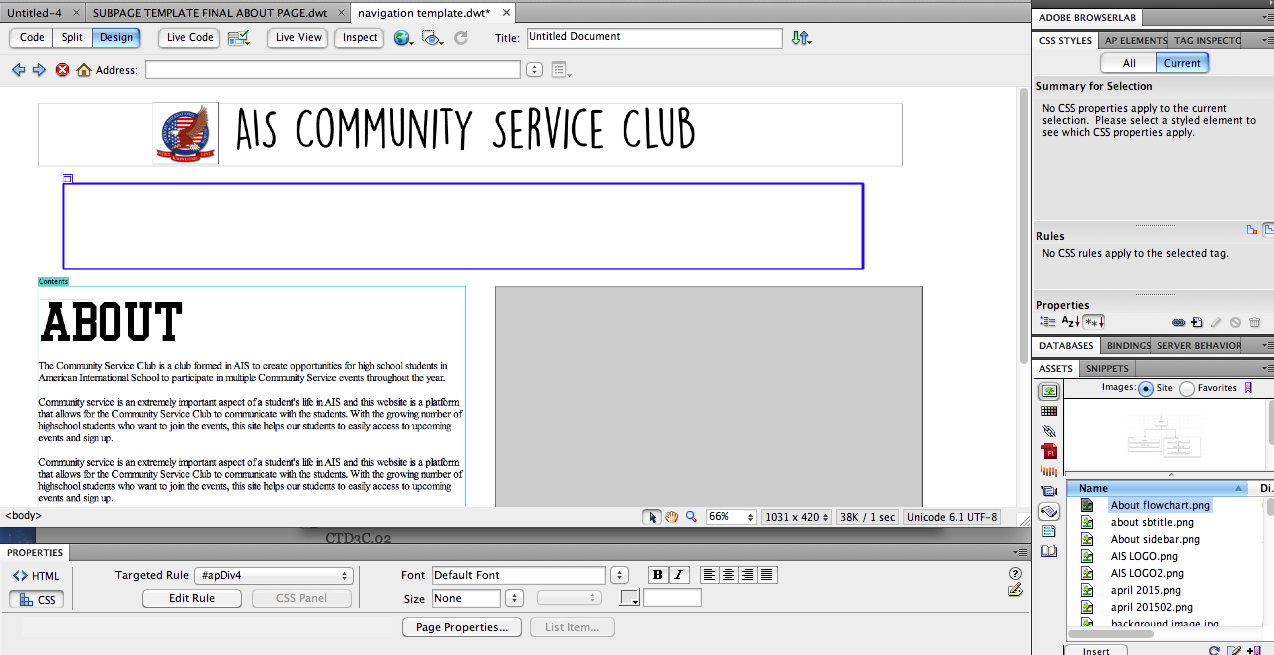 Untitled-4 × SUBPAGE TEMPLATE FINAL ABOUT PAGE.dwt × navigation template.dwt* ×
Code Split Design Live Code Live View Inspect Title: Untitled Document
Address:
AIS COMMUNITY SERVICE CLUB
Contents
ABOUT
The Community Service Club is a club formed in AIS to create opportunities for high school students in
American International School to participate in multiple Community Service events throughout the year.
Community service is an extremely important aspect of a student's life in AIS and this website is a platform
that allows for the Community Service Club to communicate with the students. With the growing number of
highschool students who want to join the events, this site helps our students to easily access to upcoming
events and sign up.
Community service is an extremely important aspect of a student's life in AIS and this website is a platform
that allows for the Community Service Club to communicate with the students. With the growing number of
highschool students who want to join the events, this site helps our students to easily access to upcoming
events and sign up.
<body> 66% 1031 x 420 38K / 1 sec Unicode 6.1 UTF-8
CTD3C.02
PROPERTIES
<> HTML Targeted Rule #apDiv4 Font Default Font B I
CSS Edit Rule CSS Panel Size None
Page Properties... List Item...
ADOBE BROWSERLAB
CSS STYLES AP ELEMENTS TAG INSPECTO
All Current
Summary for Selection
No CSS properties apply to the current
selection. Please select a styled element to
see which CSS properties apply.
Rules
No CSS rules apply to the selected tag.
Properties
DATABASES BINDINGS SERVER BEHAVIOR
ASSETS SNIPPETS
Images: Site Favorites
Name Di.
About flowchart.png
about sbtitle.png
About sidebar.png
AIS LOGO.png
AIS LOGO2.png
april 2015.png
april 201502.png
background image.jpg
Insert